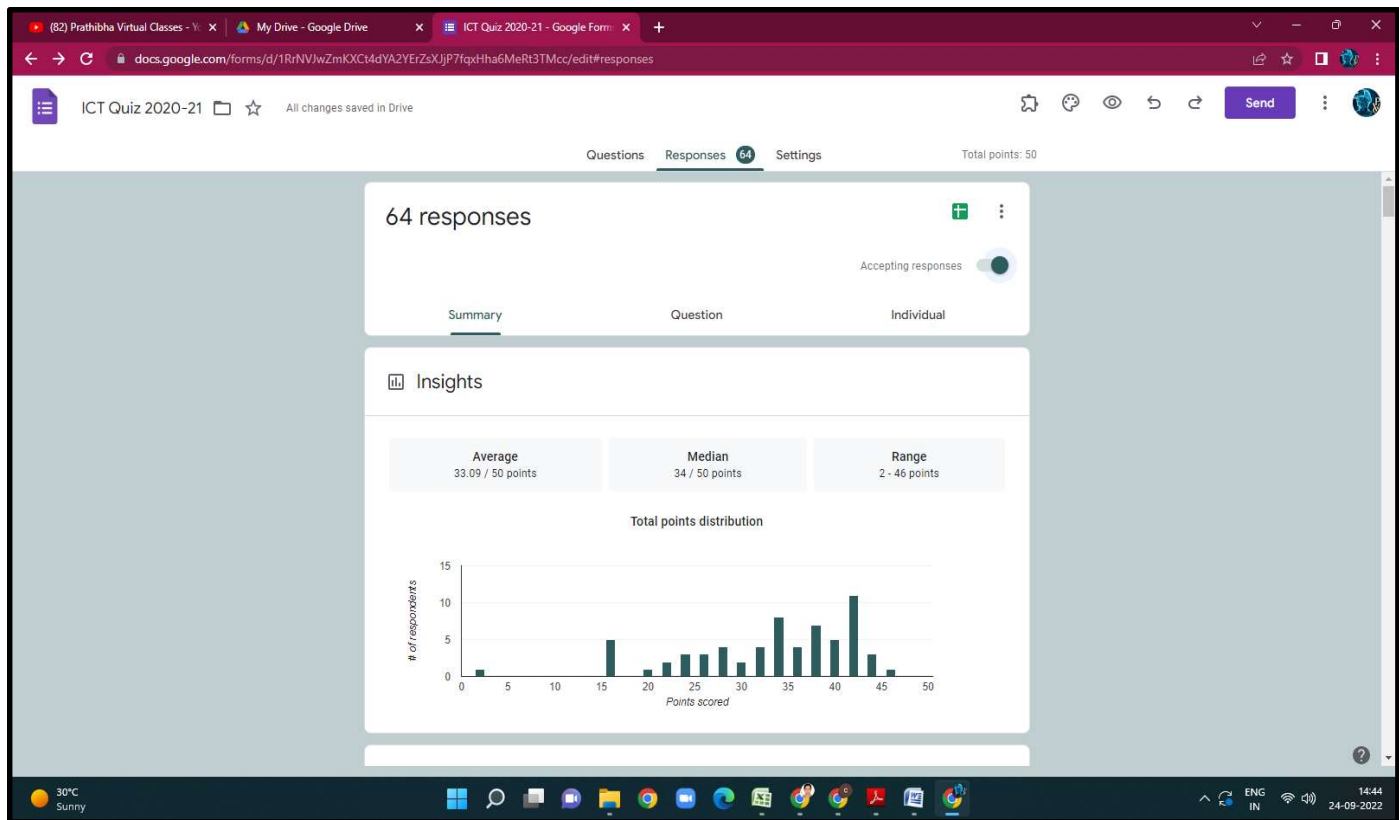 (82) Prathibha Virtual Classes - Yo
My Drive - Google Drive
ICT Quiz 2020-21 - Google Form
docs.google.com/forms/d/1RrNVJwZmKXCt4dYA2YErZsXJjP7fqxHha6MeRt3TMcc/edit#responses
ICT Quiz 2020-21
All changes saved in Drive
Send
Questions Responses 64 Settings
Total points: 50
64 responses
Accepting responses
Summary Question Individual
Insights
Average Median Range
33.09 / 50 points 34 / 50 points 2 - 46 points
Total points distribution
# of respondents
15
10
5
0
0 5 10 15 20 25 30 35 40 45 50
Points scored
30°C
Sunny
ENG
IN
14:44
24-09-2022